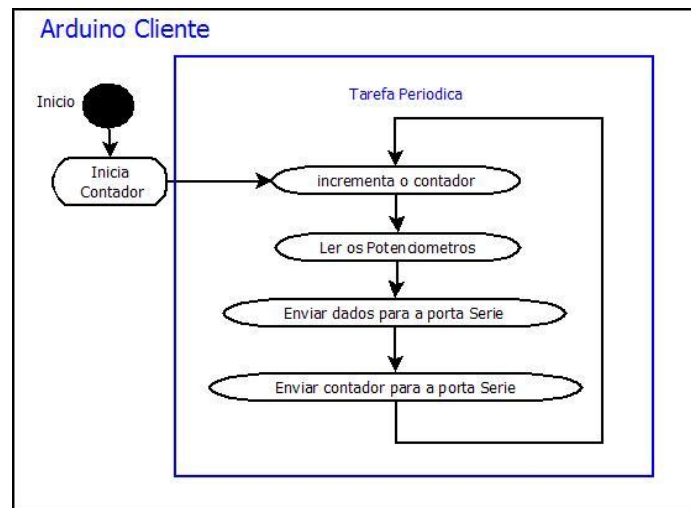 Arduino Cliente
Inicio
Tarefa Periodica
Inicia
Contador
incrementa o contador
Ler os Potenciometros
Enviar dados para a porta Serie
Enviar contador para a porta Serie